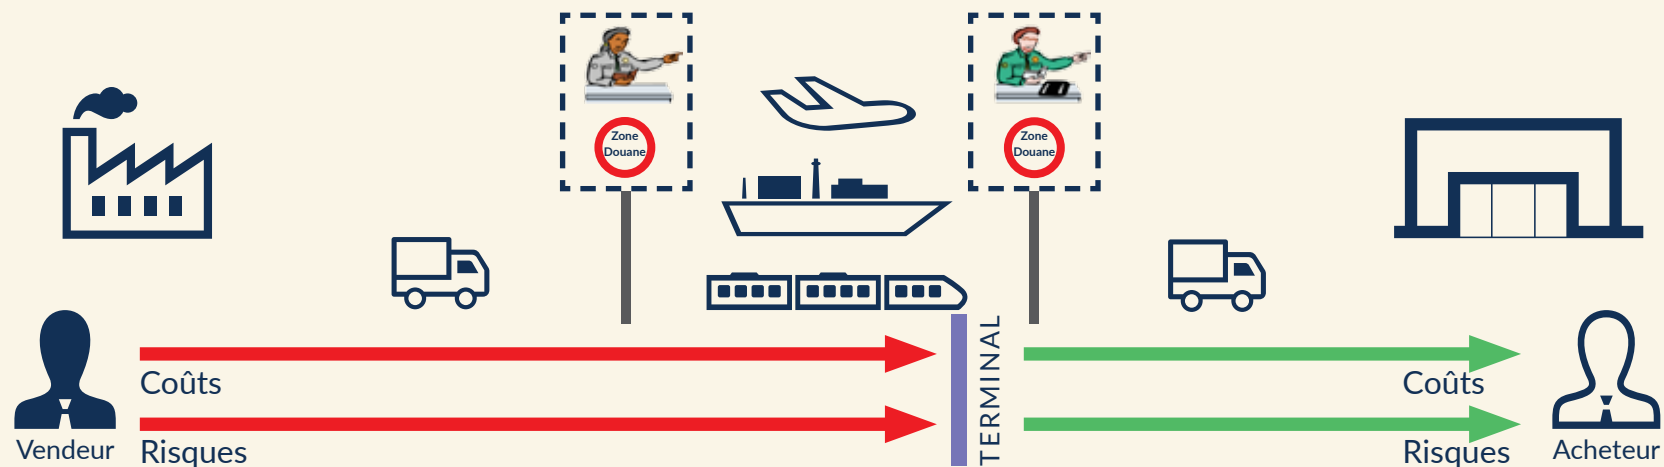 Zone
Douane
Zone
Douane
TERMINAL
Coûts
Coûts
Vendeur
Risques
Risques
Acheteur